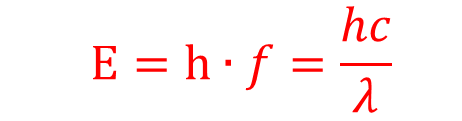 E = h · f = hc/λ